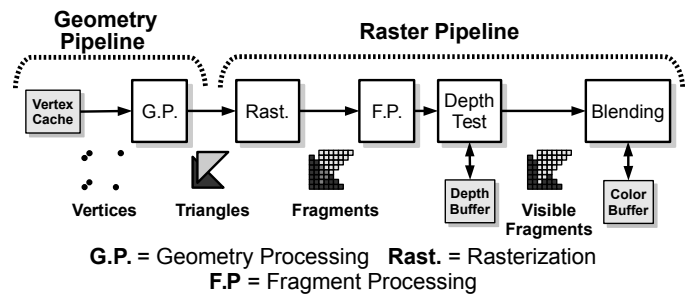 Geometry
Pipeline
Raster Pipeline
Vertex
Cache
G.P.
Rast.
F.P.
Depth
Test
Blending
Vertices
Triangles
Fragments
Depth
Buffer
Visible
Fragments
Color
Buffer
G.P. = Geometry Processing Rast. = Rasterization
F.P = Fragment Processing